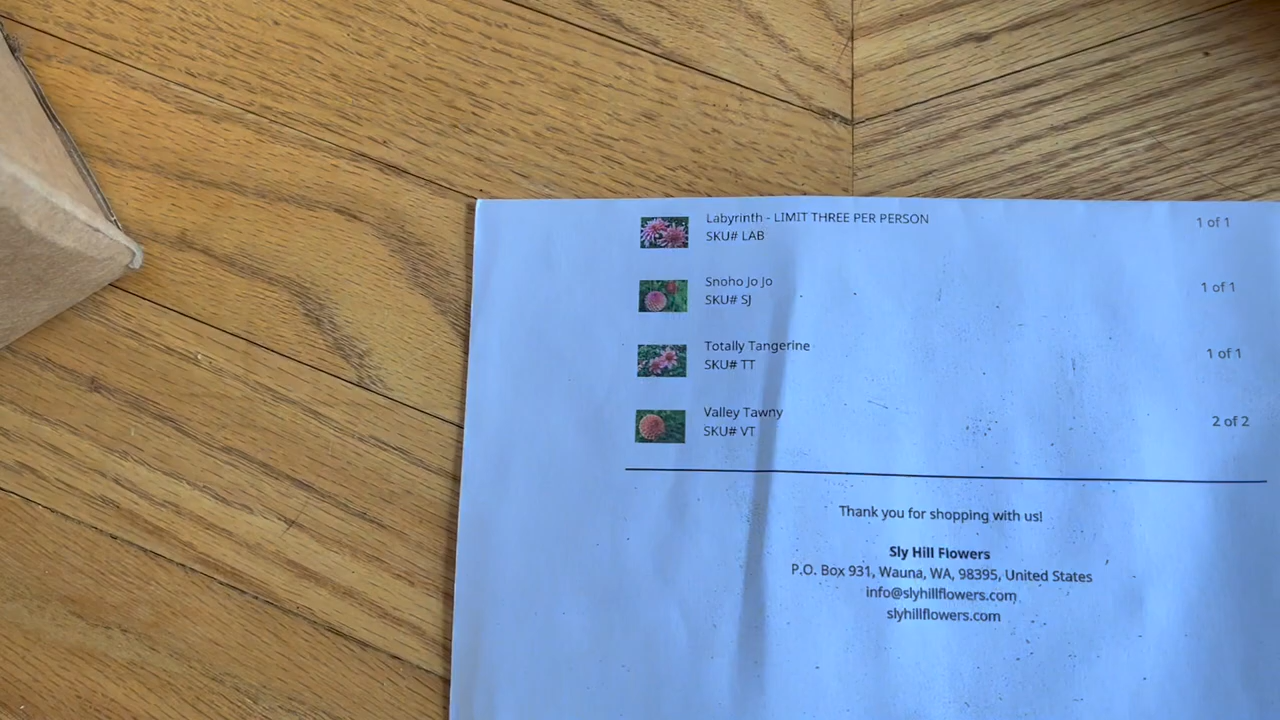 Labyrinth - LIMIT THREE PER PERSON
SKU# LAB
1 of 1
Snoho Jo Jo
SKU# SJ
1 of 1
Totally Tangerine
SKU# TT
1 of 1
Valley Tawny
SKU# VT
2 of 2
Thank you for shopping with us!
Sly Hill Flowers
P.O. Box 931, Wauna, WA, 98395, United States
info@slyhillflowers.com
slyhillflowers.com